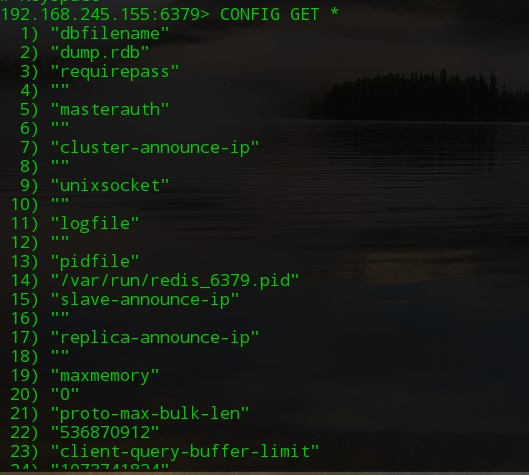 192.168.245.155:6379> CONFIG GET *
1) "dbfilename"
2) "dump.rdb"
3) "requirepass"
4) ""
5) "masterauth"
6) ""
7) "cluster-announce-ip"
8) ""
9) "unixsocket"
10) ""
11) "logfile"
12) ""
13) "pidfile"
14) "/var/run/redis_6379.pid"
15) "slave-announce-ip"
16) ""
17) "replica-announce-ip"
18) ""
19) "maxmemory"
20) "0"
21) "proto-max-bulk-len"
22) "536870912"
23) "client-query-buffer-limit"
24) "1073741824"